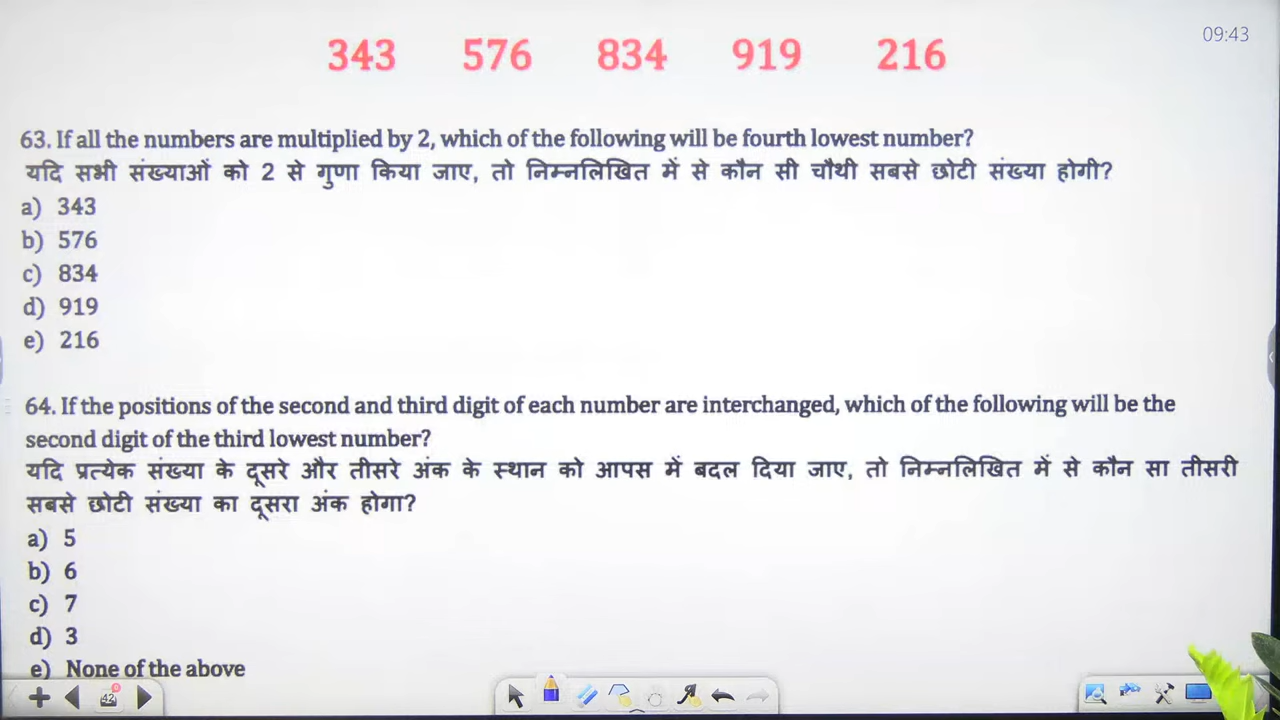 09:43
343 576 834 919 216
63. If all the numbers are multiplied by 2, which of the following will be fourth lowest number?
यदि सभी संख्याओं को 2 से गुणा किया जाए, तो निम्नलिखित में से कौन सी चौथी सबसे छोटी संख्या होगी?
a) 343
b) 576
c) 834
d) 919
e) 216
64. If the positions of the second and third digit of each number are interchanged, which of the following will be the
second digit of the third lowest number?
यदि प्रत्येक संख्या के दूसरे और तीसरे अंक के स्थान को आपस में बदल दिया जाए, तो निम्नलिखित में से कौन सा तीसरी
सबसे छोटी संख्या का दूसरा अंक होगा?
a) 5
b) 6
c) 7
d) 3
e) None of the above
42